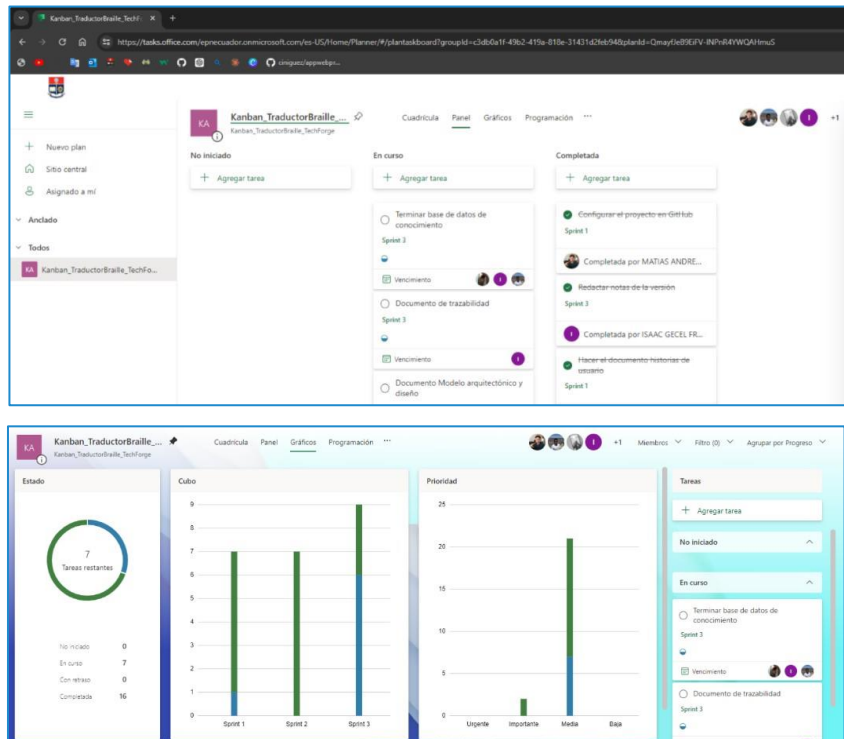 Kanban_TraductorBraille_TechF
https://tasks.office.com/epnecuador.onmicrosoft.com/es-US/Home/Planner/#/plantaskboard?groupId=c3db0a1f-49b2-419a-818e-31431d2feb94&planId=
ciniguez/appwebgn...
KA
Kanban_TraductorBraille_...
Kanban_TraductorBraille_TechForge
Cuadrícula Panel Gráficos Programación ...
I
+1
Nuevo plan
Sitio central
Asignado a mí
Anclado
Todos
KA Kanban_TraductorBraille_TechFo...
No iniciado
+ Agregar tarea
En curso
+ Agregar tarea
Terminar base de datos de
conocimiento
Sprint 3
Vencimiento
I
Documento de trazabilidad
Sprint 3
Vencimiento
I
Documento Modelo arquitectónico y
diseño
Completada
+ Agregar tarea
Configurar el proyecto en GitHub
Sprint 1
Completada por MATIAS ANDRE...
Redactar notas de la versión
Sprint 3
I Completada por ISAAC GECEL FR...
Hacer el documento historias de
usuario
Sprint 1
KA
Kanban_TraductorBraille_...
Kanban_TraductorBraille_TechForge
Cuadrícula Panel Gráficos Programación ...
I
+1 Miembros Filtro (0) Agrupar por Progreso
Estado
7
Tareas restantes
No iniciado 0
En curso 7
Con retraso 0
Completada 16
Cubo
9
8
7
6
5
4
3
2
1
0
Sprint 1 Sprint 2 Sprint 3
Prioridad
25
20
15
10
5
0
Urgente Importante Media Baja
Tareas
+ Agregar tarea
No iniciado
En curso
Terminar base de datos de
conocimiento
Sprint 3
Vencimiento
I
Documento de trazabilidad
Sprint 3